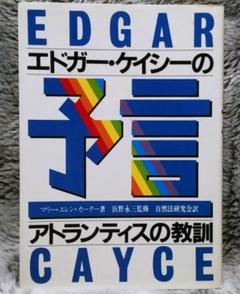 EDGAR
エドガー・ケイシーの
予言
マリー・エレン・カーター著 浜野永三監修 自然法研究会訳
アトランティスの教訓
CAYCE